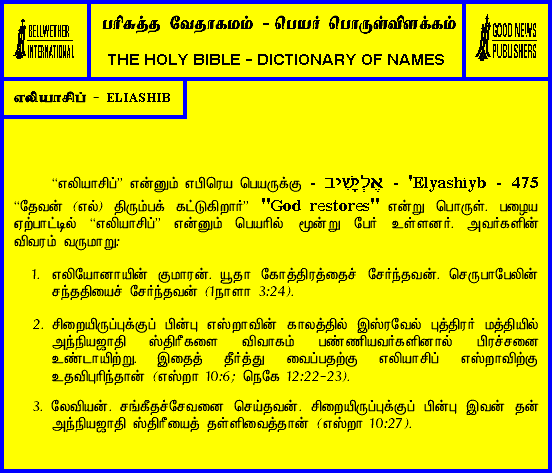 BELLWETHER
INTERNATIONAL
பரிசுத்த வேதாகமம் - பெயர் பொருள்விளக்கம்
THE HOLY BIBLE - DICTIONARY OF NAMES
GOOD NEWS
PUBLISHERS
எலியாசிப் - ELIASHIB
“எலியாசிப்” என்னும் எபிரெய பெயருக்கு - אֶלְיָשִׁיב - 'Elyashiyb - 475
“தேவன் (எல்) திரும்பக் கட்டுகிறார்” "God restores" என்று பொருள். பழைய
ஏற்பாட்டில் “எலியாசிப்” என்னும் பெயரில் மூன்று பேர் உள்ளனர். அவர்களின்
விவரம் வருமாறு:
1. எலியோனாயின் குமாரன். யூதா கோத்திரத்தைச் சேர்ந்தவன். செருபாபேலின்
சந்ததியைச் சேர்ந்தவன் (1நாளா 3:24).
2. சிறையிருப்புக்குப் பின்பு எஸ்றாவின் காலத்தில் இஸ்ரவேல் புத்திரர் மத்தியில்
அந்நியஜாதி ஸ்திரீகளை விவாகம் பண்ணியவர்களினால் பிரச்சனை
உண்டாயிற்று. இதைத் தீர்த்து வைப்பதற்கு எலியாசிப் எஸ்றாவிற்கு
உதவிபுரிந்தான் (எஸ்றா 10:6; நெகே 12:22-23).
3. லேவியன். சங்கீதச்சேவனை செய்தவன். சிறையிருப்புக்குப் பின்பு இவன் தன்
அந்நியஜாதி ஸ்திரீயைத் தள்ளிவைத்தான் (எஸ்றா 10:27).